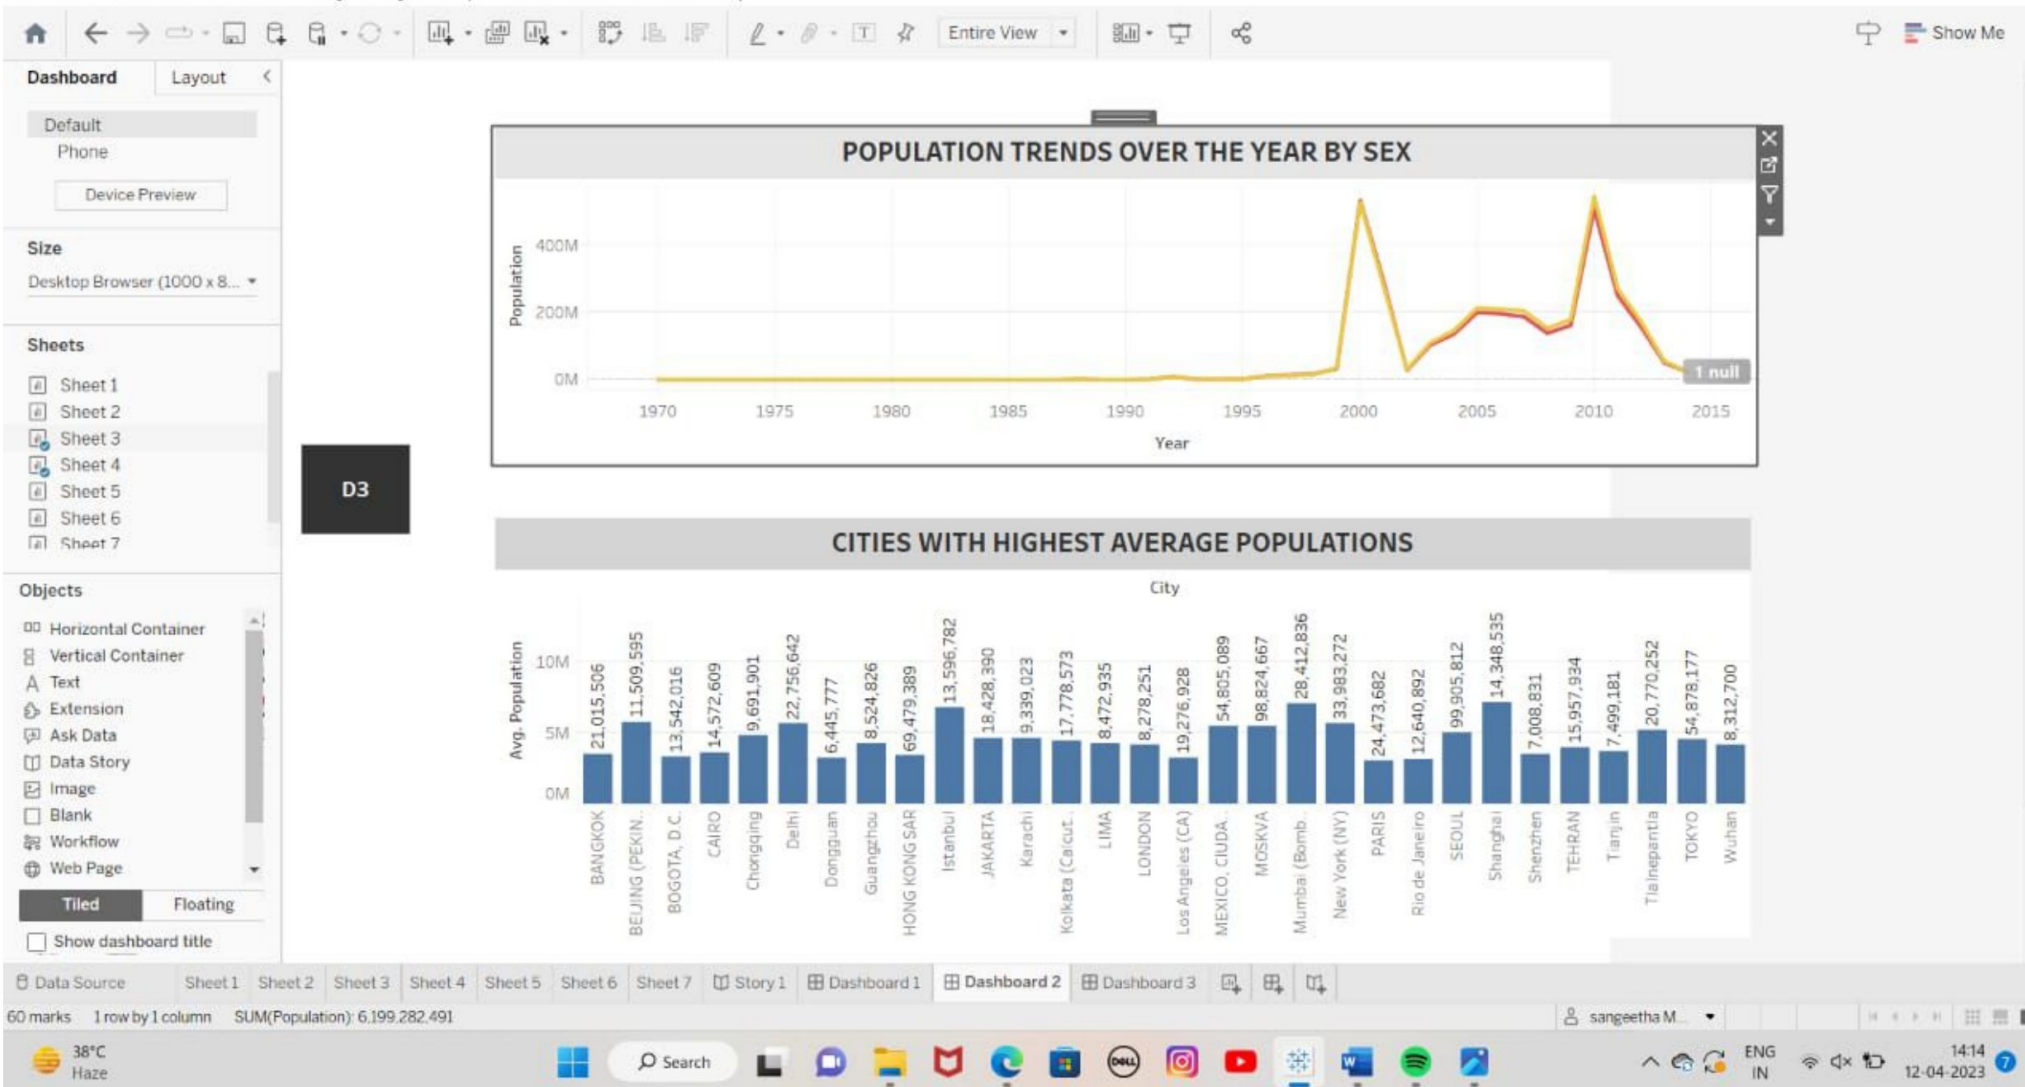 Entire View
Show Me
Dashboard
Layout
Default
Phone
Device Preview
Size
Desktop Browser (1000 x 8...
Sheets
Sheet 1
Sheet 2
Sheet 3
Sheet 4
Sheet 5
Sheet 6
Sheet 7
Objects
Horizontal Container
Vertical Container
A Text
Extension
Ask Data
Data Story
Image
Blank
Workflow
Web Page
Tiled
Floating
Show dashboard title
D3
POPULATION TRENDS OVER THE YEAR BY SEX
Population
400M
200M
0M
1 null
1970 1975 1980 1985 1990 1995 2000 2005 2010 2015
Year
CITIES WITH HIGHEST AVERAGE POPULATIONS
City
Avg. Population
10M
5M
0M
21,015,506
11,509,595
13,542,016
14,572,609
9,691,901
22,756,642
6,445,777
8,524,826
69,479,389
13,596,782
18,428,390
9,339,023
17,778,573
8,472,935
8,278,251
19,276,928
54,805,089
98,824,667
28,412,836
33,983,272
24,473,682
12,640,892
99,905,812
14,348,535
7,008,831
15,957,934
7,499,181
20,770,252
54,878,177
8,312,700
BANGKOK
BEIJING (PEKIN..
BOGOTA, D.C.
CAIRO
Chongqing
Delhi
Dongguan
Guangzhou
HONG KONG SAR
Istanbul
JAKARTA
Karachi
Kolkata (Calcut..
LIMA
LONDON
Los Angeles (CA)
MEXICO, CIUDA..
MOSKVA
Mumbai (Bomb..
New York (NY)
PARIS
Rio de Janeiro
SEOUL
Shanghai
Shenzhen
TEHRAN
Tianjin
Tlalnepantla
TOKYO
Wuhan
Data Source Sheet 1 Sheet 2 Sheet 3 Sheet 4 Sheet 5 Sheet 6 Sheet 7 Story 1 Dashboard 1 Dashboard 2 Dashboard 3
60 marks 1 row by 1 column SUM(Population): 6,199,282,491
sangeetha M...
38°C
Haze
Search
DELL
W
ENG
IN
14:14
12-04-2023
7